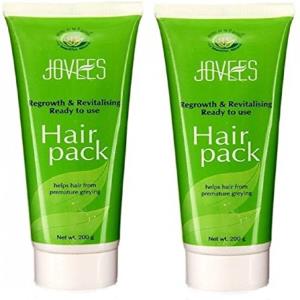 JOVEES
Regrowth & Revitalising
Ready to use
Hair
pack
helps hair from
premature greying
Net wt. 200 g
JOVEES
Regrowth & Revitalising
Ready to use
Hair
pack
helps hair from
premature greying
Net wt. 200 g